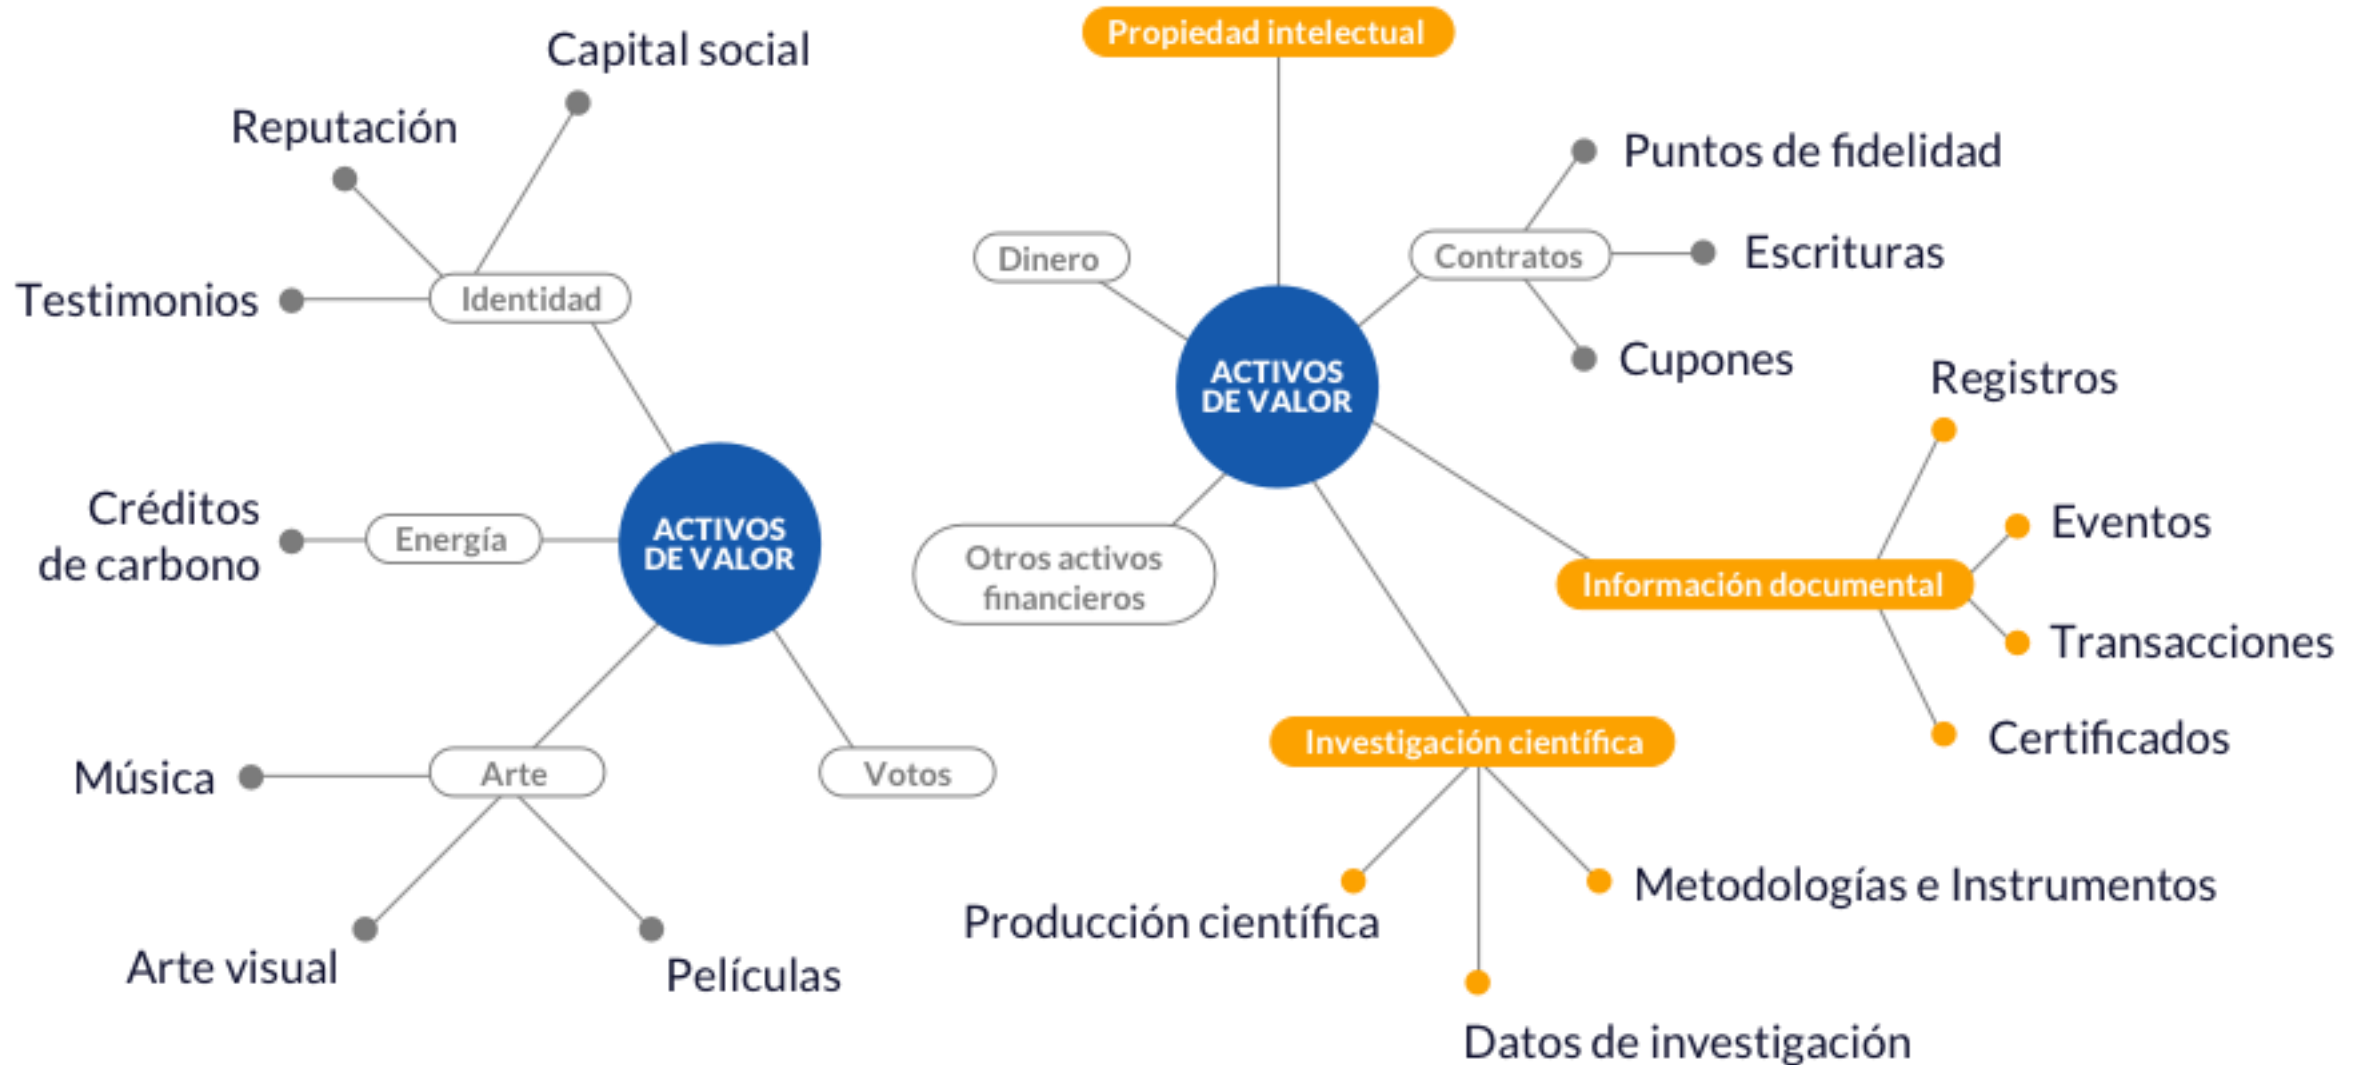 Capital social
Reputación
Testimonios
Identidad
Créditos
de carbono
Energía
ACTIVOS
DE VALOR
Música
Arte
Votos
Arte visual
Películas
Propiedad intelectual
Dinero
Contratos
Puntos de fidelidad
Escrituras
Cupones
ACTIVOS
DE VALOR
Otros activos
financieros
Registros
Eventos
Información documental
Transacciones
Certificados
Investigación científica
Producción científica
Metodologías e Instrumentos
Datos de investigación